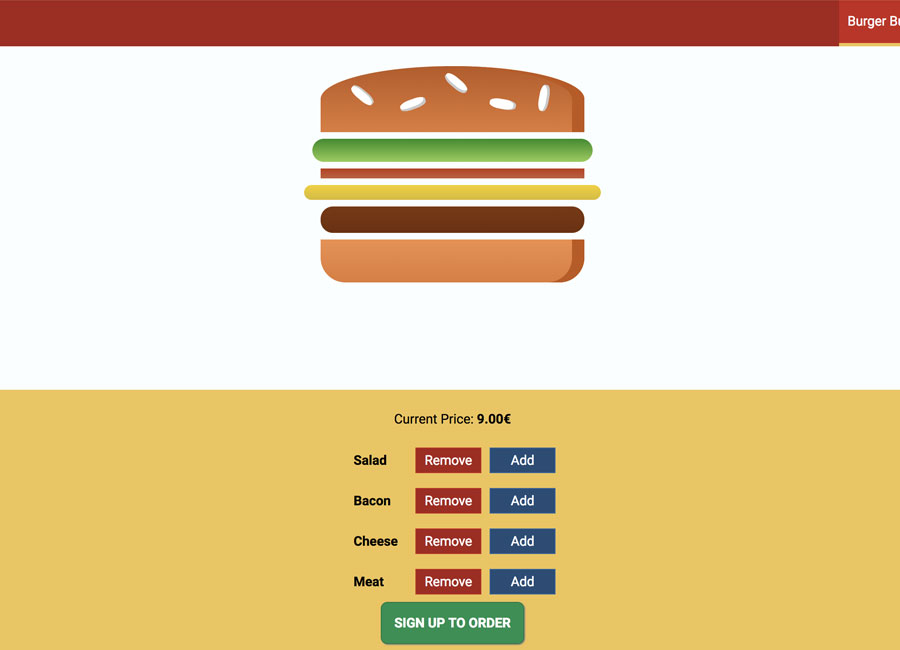 Burger
Current Price: 9.00€
Salad Remove Add
Bacon Remove Add
Cheese Remove Add
Meat Remove Add
SIGN UP TO ORDER